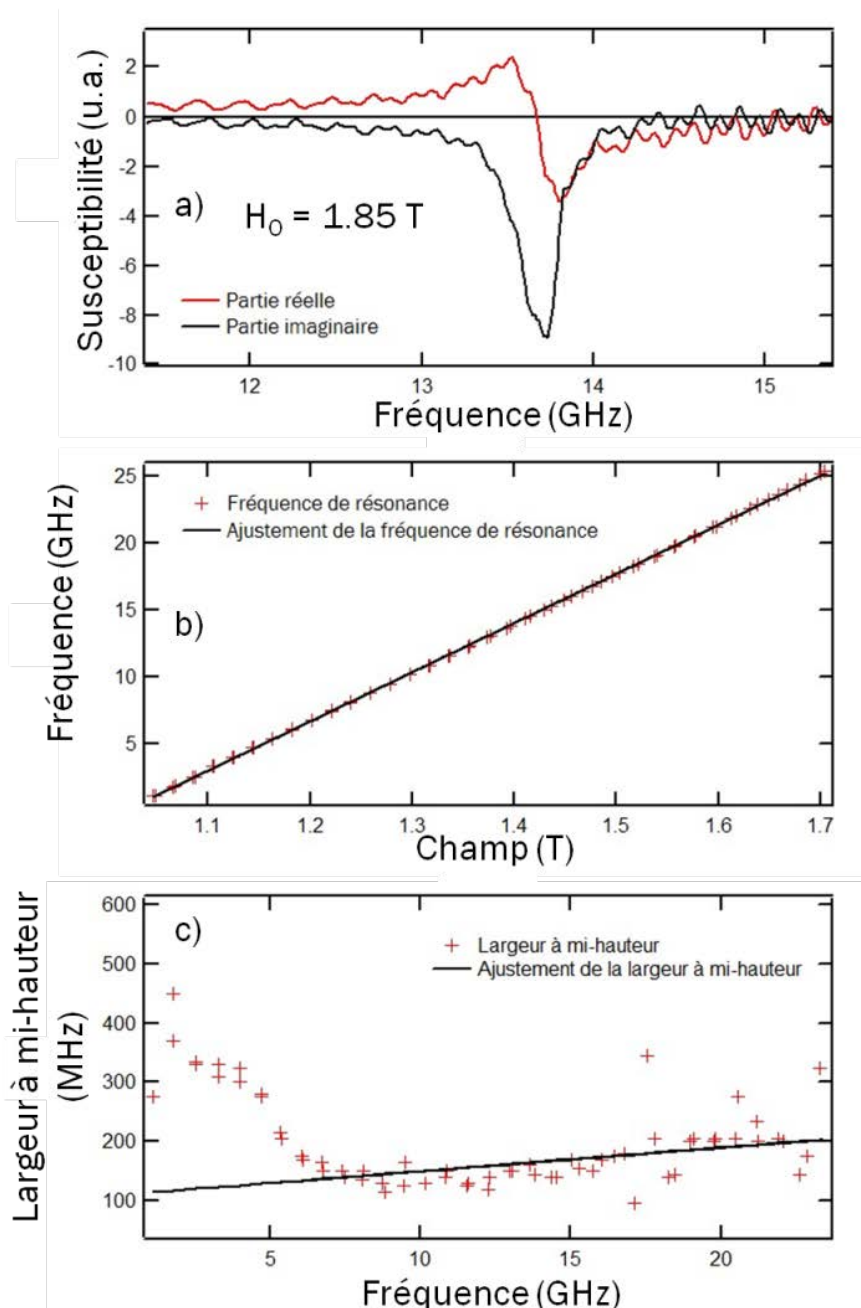 Susceptibilité (u.a.)
2
0
-2
-4
-6
-8
-10
a)
H₀ = 1.85 T
Partie réelle
Partie imaginaire
12
13
14
15
Fréquence (GHz)
Fréquence (GHz)
25
20
15
10
5
Fréquence de résonance
Ajustement de la fréquence de résonance
b)
1.1
1.2
1.3
1.4
1.5
1.6
1.7
Champ (T)
Largeur à mi-hauteur
(MHz)
600
500
400
300
200
100
c)
Largeur à mi-hauteur
Ajustement de la largeur à mi-hauteur
5
10
15
20
Fréquence (GHz)